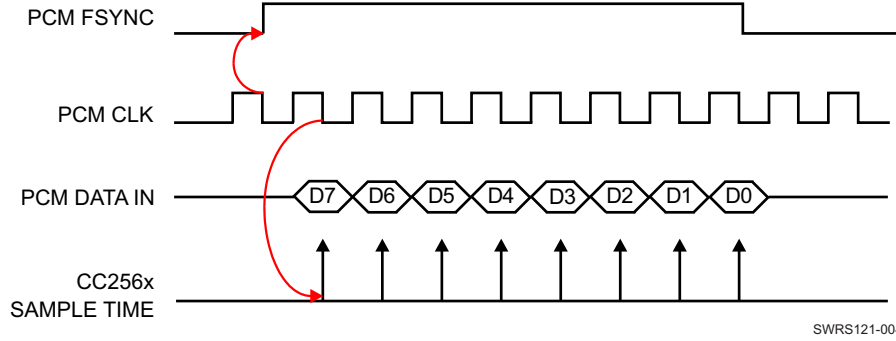 PCM FSYNC
PCM CLK
PCM DATA IN
D7 D6 D5 D4 D3 D2 D1 D0
CC256x
SAMPLE TIME
SWRS121-00